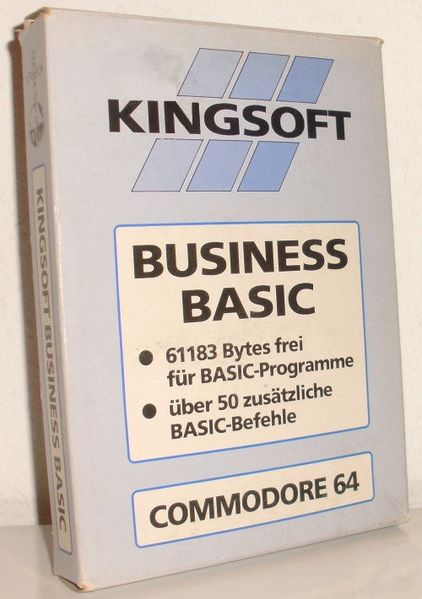 KINGSOFT
BUSINESS
BASIC
• 61183 Bytes frei
für BASIC-Programme
• über 50 zusätzliche
BASIC-Befehle
COMMODORE 64
KINGSOFT BUSINESS BASIC